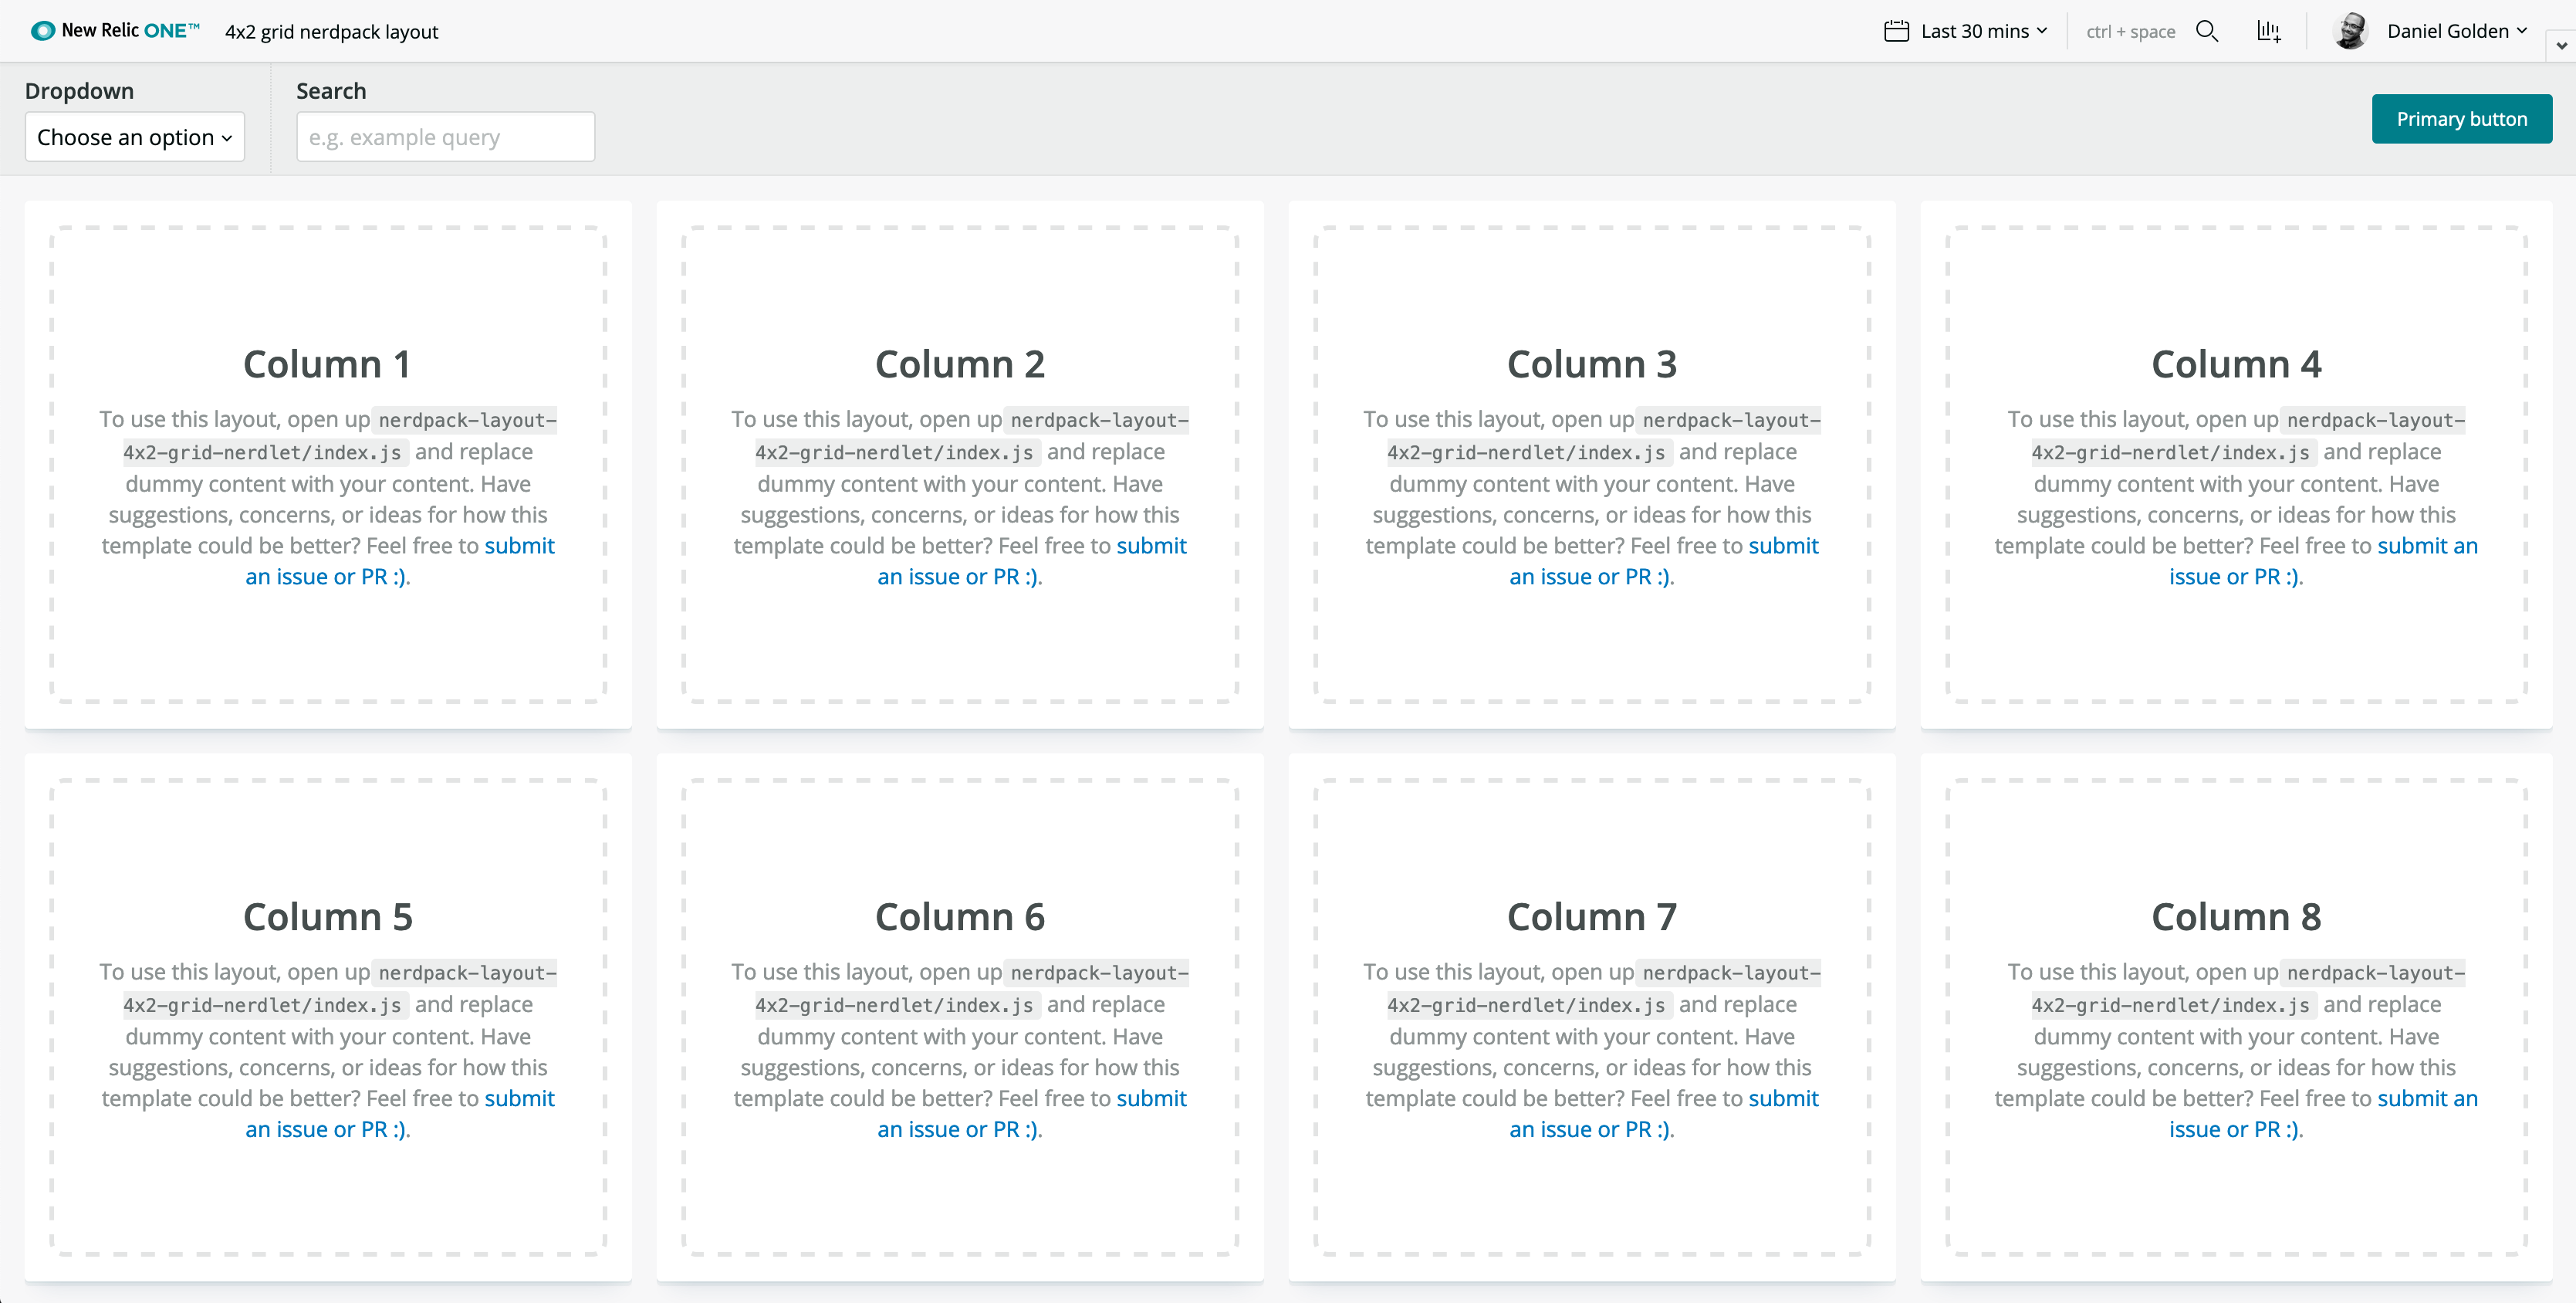 New Relic ONE™ 4x2 grid nerdpack layout Last 30 mins ctrl + space Daniel Golden
Dropdown Search
Choose an option e.g. example query Primary button
Column 1
To use this layout, open up nerdpack-layout-
4x2-grid-nerdlet/index.js and replace
dummy content with your content. Have
suggestions, concerns, or ideas for how this
template could be better? Feel free to submit
an issue or PR :).
Column 2
To use this layout, open up nerdpack-layout-
4x2-grid-nerdlet/index.js and replace
dummy content with your content. Have
suggestions, concerns, or ideas for how this
template could be better? Feel free to submit
an issue or PR :).
Column 3
To use this layout, open up nerdpack-layout-
4x2-grid-nerdlet/index.js and replace
dummy content with your content. Have
suggestions, concerns, or ideas for how this
template could be better? Feel free to submit
an issue or PR :).
Column 4
To use this layout, open up nerdpack-layout-
4x2-grid-nerdlet/index.js and replace
dummy content with your content. Have
suggestions, concerns, or ideas for how this
template could be better? Feel free to submit an
issue or PR :).
Column 5
To use this layout, open up nerdpack-layout-
4x2-grid-nerdlet/index.js and replace
dummy content with your content. Have
suggestions, concerns, or ideas for how this
template could be better? Feel free to submit
an issue or PR :).
Column 6
To use this layout, open up nerdpack-layout-
4x2-grid-nerdlet/index.js and replace
dummy content with your content. Have
suggestions, concerns, or ideas for how this
template could be better? Feel free to submit
an issue or PR :).
Column 7
To use this layout, open up nerdpack-layout-
4x2-grid-nerdlet/index.js and replace
dummy content with your content. Have
suggestions, concerns, or ideas for how this
template could be better? Feel free to submit
an issue or PR :).
Column 8
To use this layout, open up nerdpack-layout-
4x2-grid-nerdlet/index.js and replace
dummy content with your content. Have
suggestions, concerns, or ideas for how this
template could be better? Feel free to submit an
issue or PR :).